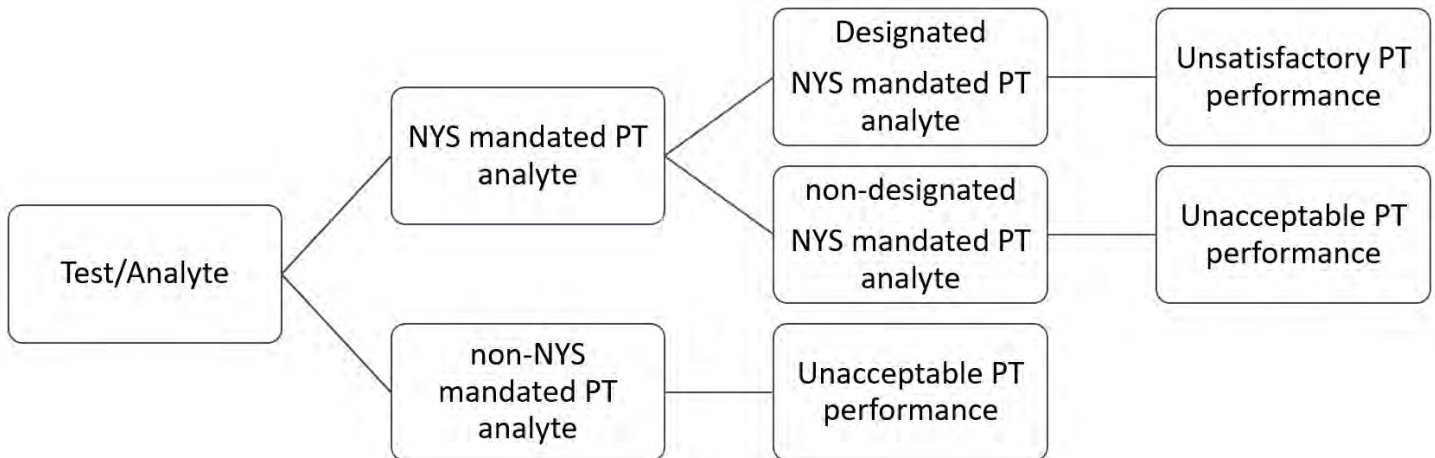 Test/Analyte
NYS mandated PT
analyte
non-NYS
mandated PT
analyte
Designated
NYS mandated PT
analyte
non-designated
NYS mandated PT
analyte
Unacceptable PT
performance
Unsatisfactory PT
performance
Unacceptable PT
performance